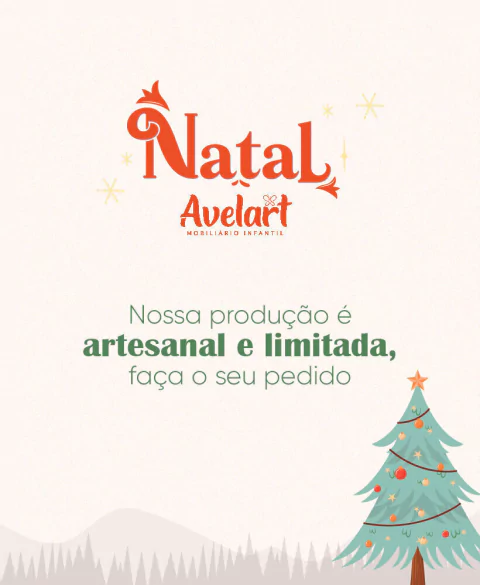 Natal
Avelart
MOBILIÁRIO INFANTIL
Nossa produção é
artesanal e limitada,
faça o seu pedido